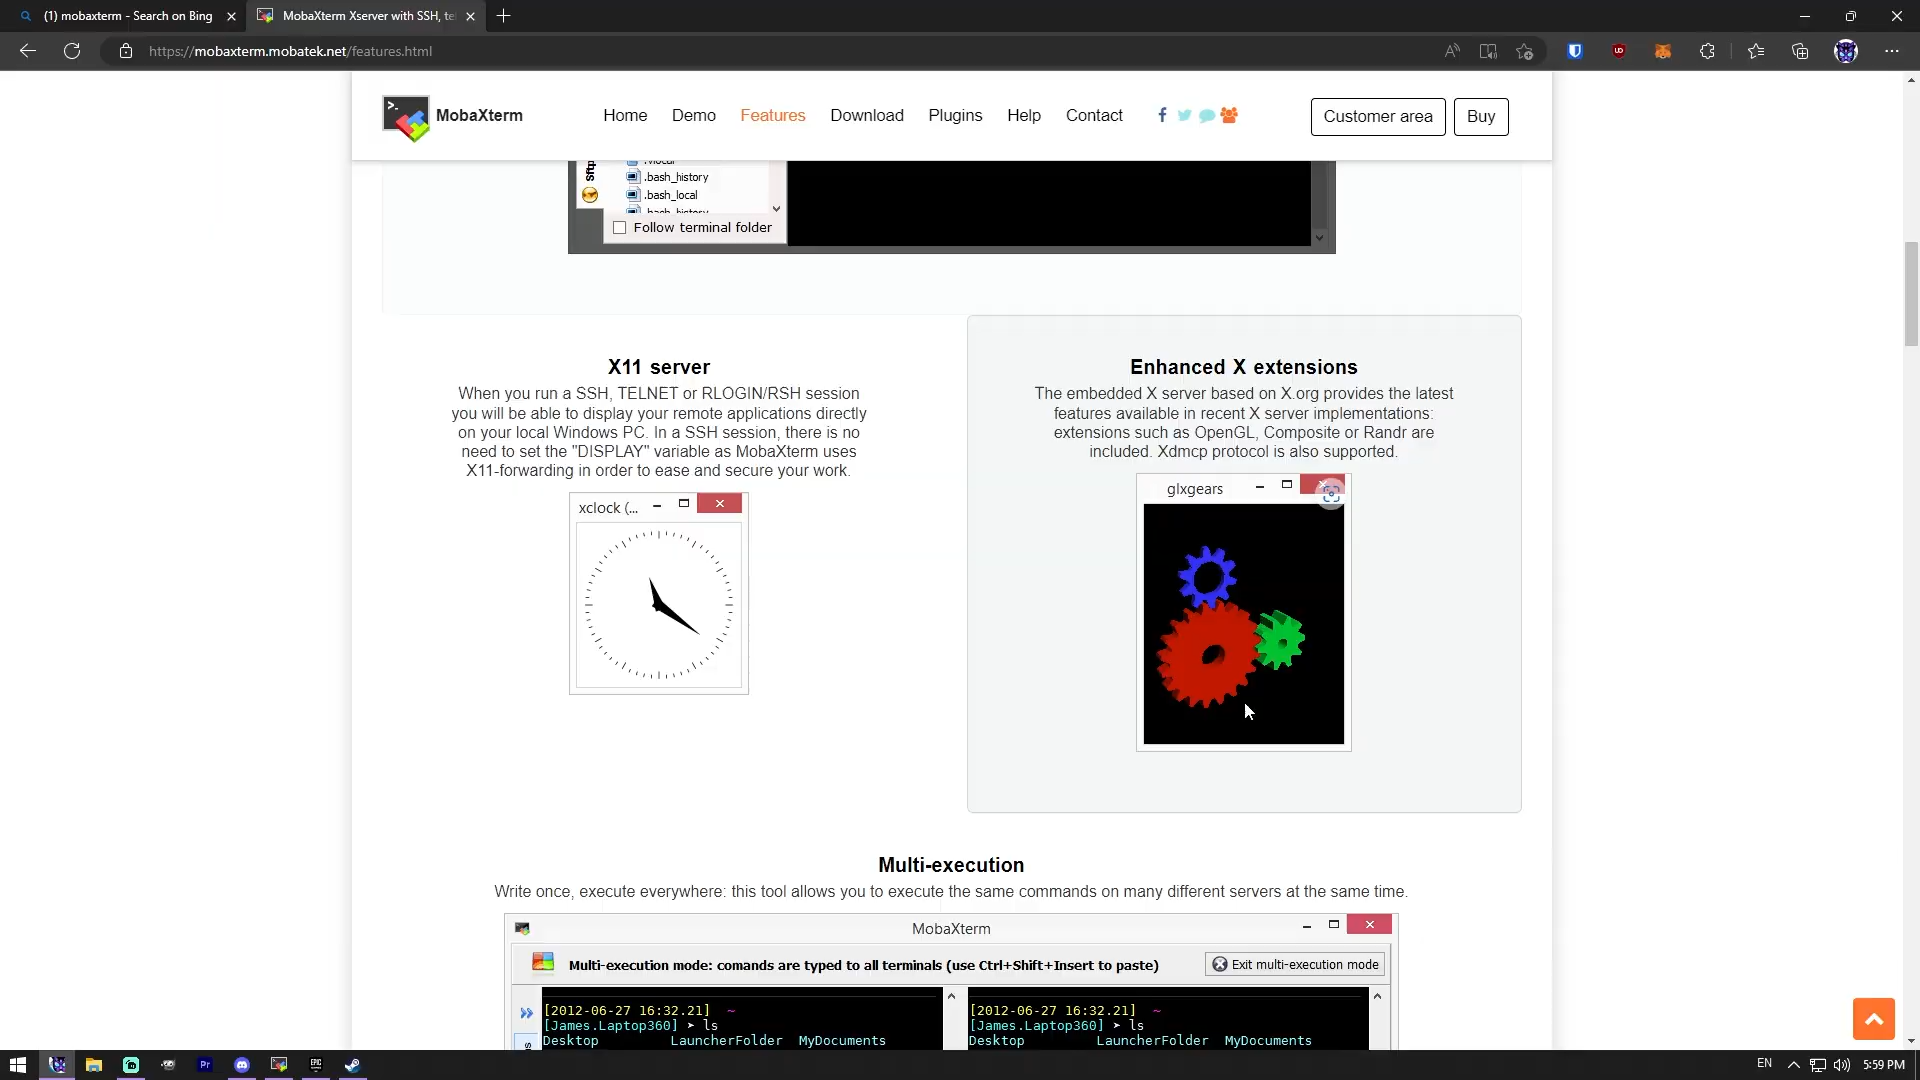 (1) mobaxterm - Search on Bing
MobaXterm Xserver with SSH, te
https://mobaxterm.mobatek.net/features.html
MobaXterm
Home
Demo
Features
Download
Plugins
Help
Contact
Customer area
Buy
Sftp
.bash_history
.bash_local
.bash_history
Follow terminal folder
X11 server
When you run a SSH, TELNET or RLOGIN/RSH session
you will be able to display your remote applications directly
on your local Windows PC. In a SSH session, there is no
need to set the "DISPLAY" variable as MobaXterm uses
X11-forwarding in order to ease and secure your work.
xclock (...
Enhanced X extensions
The embedded X server based on X.org provides the latest
features available in recent X server implementations:
extensions such as OpenGL, Composite or Randr are
included. Xdmcp protocol is also supported.
glxgears
Multi-execution
Write once, execute everywhere: this tool allows you to execute the same commands on many different servers at the same time.
MobaXterm
Multi-execution mode: comands are typed to all terminals (use Ctrl+Shift+Insert to paste)
Exit multi-execution mode
[2012-06-27 16:32.21] ~
[James.Laptop360] ➤ ls
Desktop LauncherFolder MyDocuments
[2012-06-27 16:32.21] ~
[James.Laptop360] ➤ ls
Desktop LauncherFolder MyDocuments
EN
5:59 PM